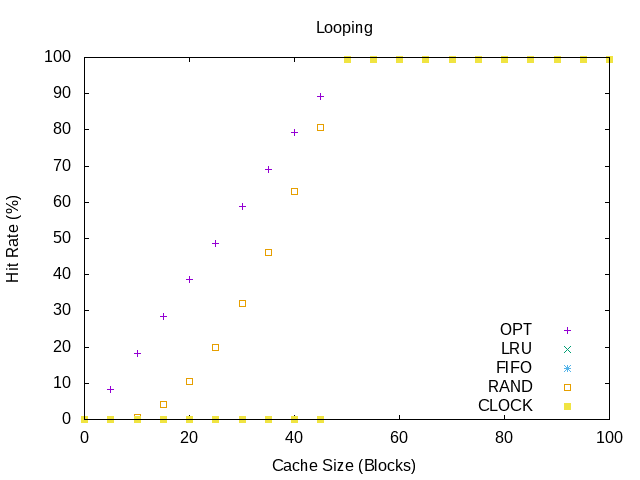 Looping
100
90
80
70
60
50
40
30
20
10
0
Hit Rate (%)
OPT
LRU
FIFO
RAND
CLOCK
0 20 40 60 80 100
Cache Size (Blocks)